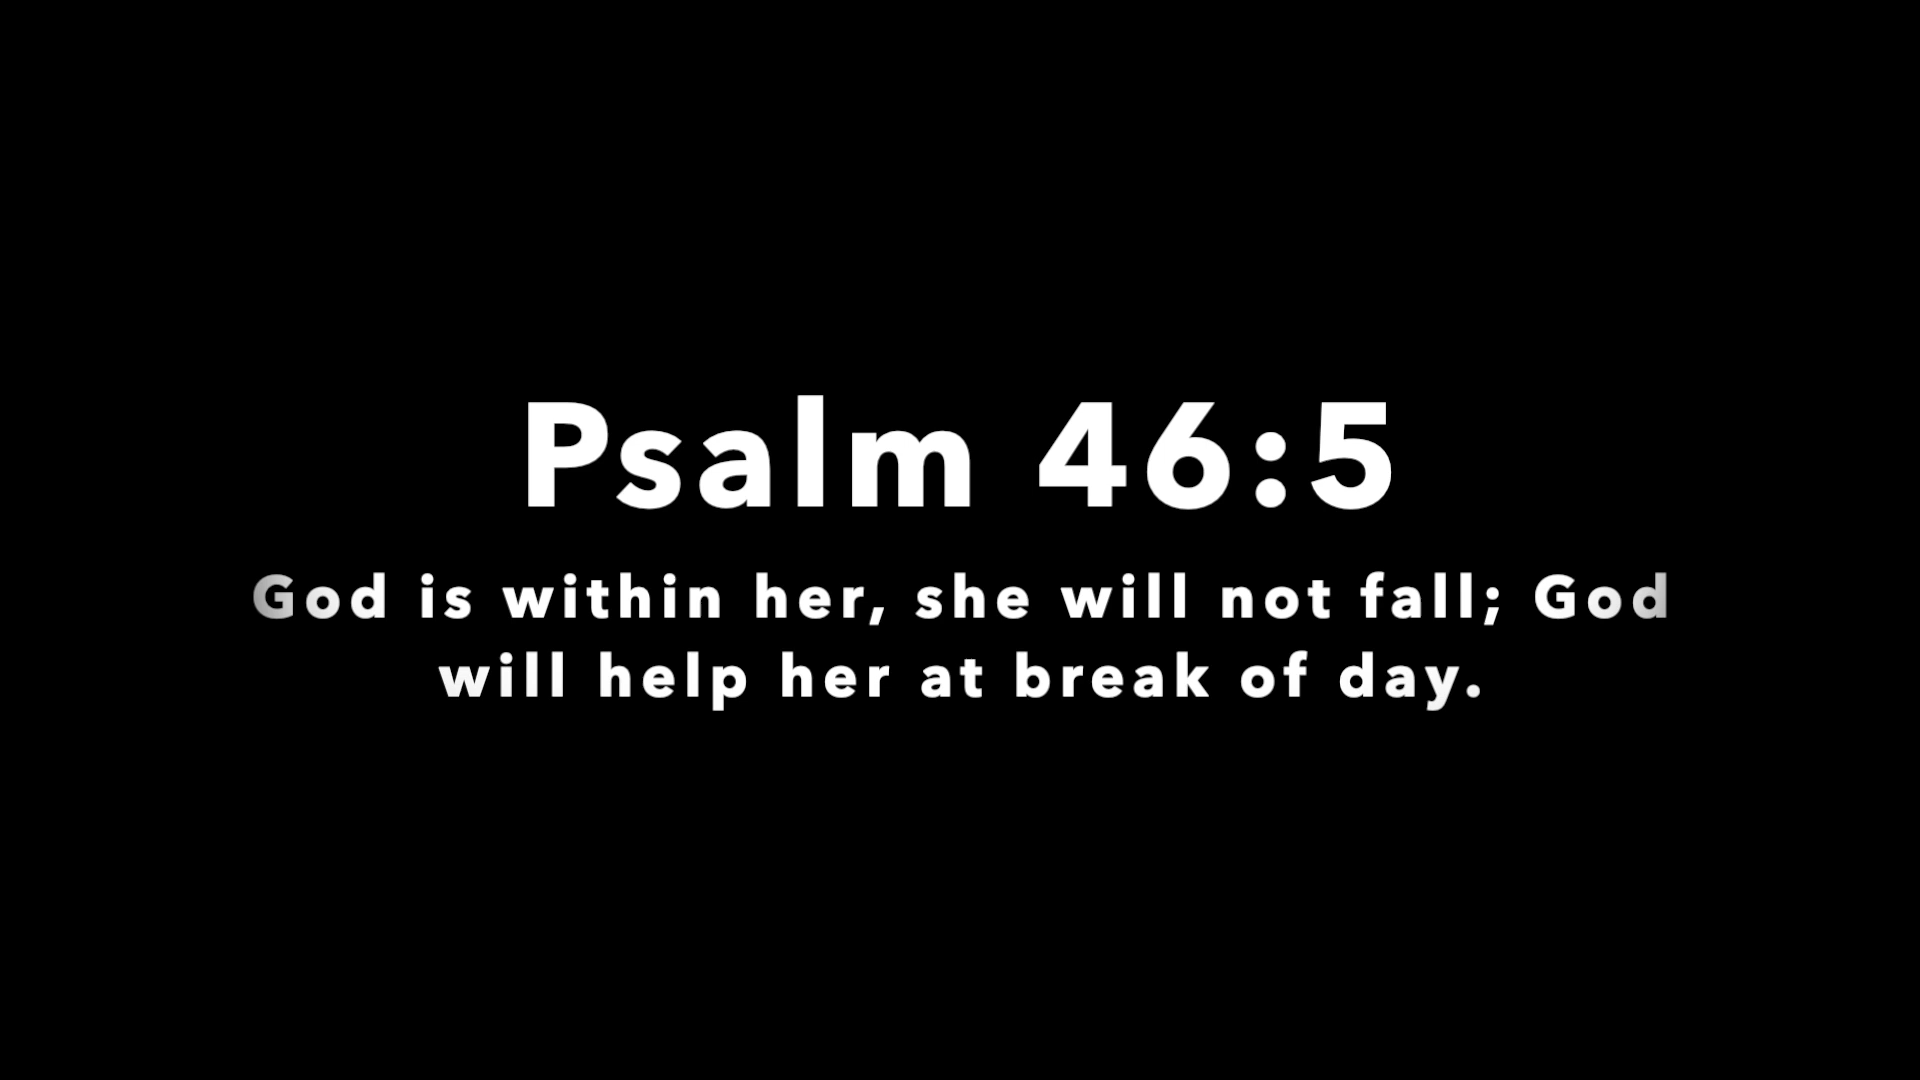 Psalm 46:5
God is within her, she will not fall; God
will help her at break of day.